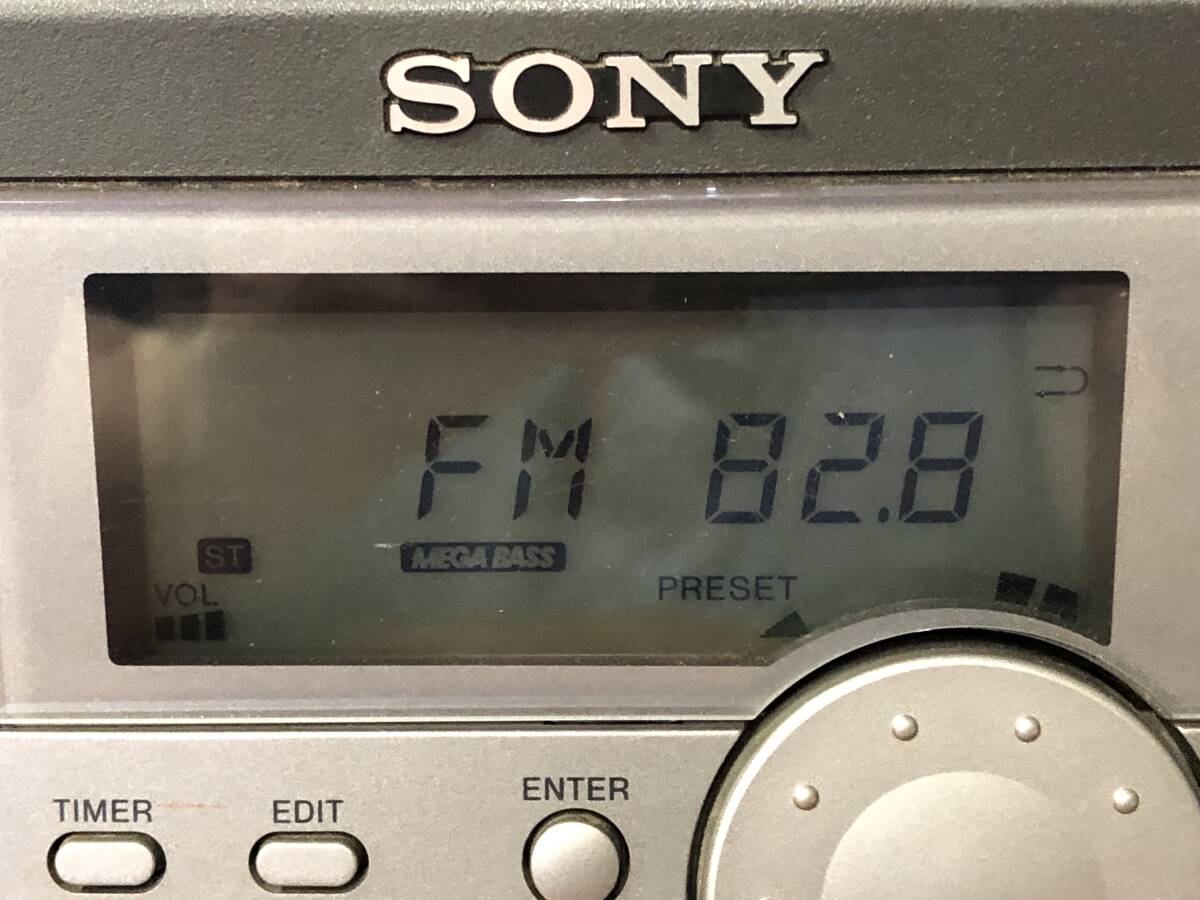 SONY
FM 82.8
ST
MEGA BASS
VOL
PRESET
TIMER
EDIT
ENTER